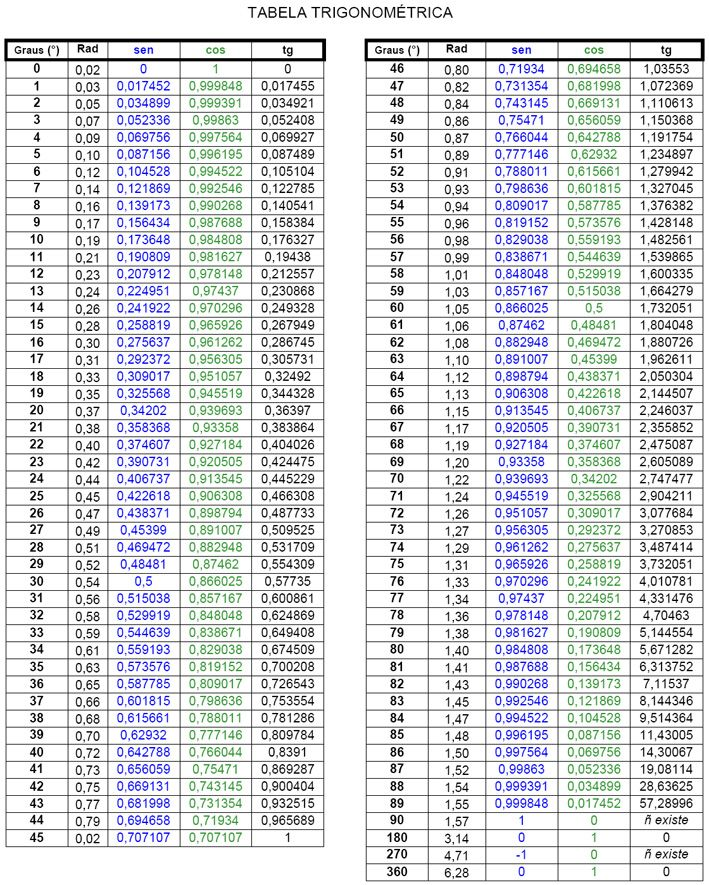 TABELA TRIGONOMÉTRICA
Graus (°) Rad sen cos tg
0 0,02 0 1 0
1 0,03 0,017452 0,999848 0,017455
2 0,05 0,034899 0,999391 0,034921
3 0,07 0,052336 0,99863 0,052408
4 0,09 0,069756 0,997564 0,069927
5 0,10 0,087156 0,996195 0,087489
6 0,12 0,104528 0,994522 0,105104
7 0,14 0,121869 0,992546 0,122785
8 0,16 0,139173 0,990268 0,140541
9 0,17 0,156434 0,987688 0,158384
10 0,19 0,173648 0,984808 0,176327
11 0,21 0,190809 0,981627 0,19438
12 0,23 0,207912 0,978148 0,212557
13 0,24 0,224951 0,97437 0,230868
14 0,26 0,241922 0,970296 0,249328
15 0,28 0,258819 0,965926 0,267949
16 0,30 0,275637 0,961262 0,286745
17 0,31 0,292372 0,956305 0,305731
18 0,33 0,309017 0,951057 0,32492
19 0,35 0,325568 0,945519 0,344328
20 0,37 0,34202 0,939693 0,36397
21 0,38 0,358368 0,93358 0,383864
22 0,40 0,374607 0,927184 0,404026
23 0,42 0,390731 0,920505 0,424475
24 0,44 0,406737 0,913545 0,445229
25 0,45 0,422618 0,906308 0,466308
26 0,47 0,438371 0,898794 0,487733
27 0,49 0,45399 0,891007 0,509525
28 0,51 0,469472 0,882948 0,531709
29 0,52 0,48481 0,87462 0,554309
30 0,54 0,5 0,866025 0,57735
31 0,56 0,515038 0,857167 0,600861
32 0,58 0,529919 0,848048 0,624869
33 0,59 0,544639 0,838671 0,649408
34 0,61 0,559193 0,829038 0,674509
35 0,63 0,573576 0,819152 0,700208
36 0,65 0,587785 0,809017 0,726543
37 0,66 0,601815 0,798636 0,753554
38 0,68 0,615661 0,788011 0,781286
39 0,70 0,62932 0,777146 0,809784
40 0,72 0,642788 0,766044 0,8391
41 0,73 0,656059 0,75471 0,869287
42 0,75 0,669131 0,743145 0,900404
43 0,77 0,681998 0,731354 0,932515
44 0,79 0,694658 0,71934 0,965689
45 0,02 0,707107 0,707107 1
Graus (°) Rad sen cos tg
46 0,80 0,71934 0,694658 1,03553
47 0,82 0,731354 0,681998 1,072369
48 0,84 0,743145 0,669131 1,110613
49 0,86 0,75471 0,656059 1,150368
50 0,87 0,766044 0,642788 1,191754
51 0,89 0,777146 0,62932 1,234897
52 0,91 0,788011 0,615661 1,279942
53 0,93 0,798636 0,601815 1,327045
54 0,94 0,809017 0,587785 1,376382
55 0,96 0,819152 0,573576 1,428148
56 0,98 0,829038 0,559193 1,482561
57 0,99 0,838671 0,544639 1,539865
58 1,01 0,848048 0,529919 1,600335
59 1,03 0,857167 0,515038 1,664279
60 1,05 0,866025 0,5 1,732051
61 1,06 0,87462 0,48481 1,804048
62 1,08 0,882948 0,469472 1,880726
63 1,10 0,891007 0,45399 1,962611
64 1,12 0,898794 0,438371 2,050304
65 1,13 0,906308 0,422618 2,144507
66 1,15 0,913545 0,406737 2,246037
67 1,17 0,920505 0,390731 2,355852
68 1,19 0,927184 0,374607 2,475087
69 1,20 0,93358 0,358368 2,605089
70 1,22 0,939693 0,34202 2,747477
71 1,24 0,945519 0,325568 2,904211
72 1,26 0,951057 0,309017 3,077684
73 1,27 0,956305 0,292372 3,270853
74 1,29 0,961262 0,275637 3,487414
75 1,31 0,965926 0,258819 3,732051
76 1,33 0,970296 0,241922 4,010781
77 1,34 0,97437 0,224951 4,331476
78 1,36 0,978148 0,207912 4,70463
79 1,38 0,981627 0,190809 5,144554
80 1,40 0,984808 0,173648 5,671282
81 1,41 0,987688 0,156434 6,313752
82 1,43 0,990268 0,139173 7,11537
83 1,45 0,992546 0,121869 8,144346
84 1,47 0,994522 0,104528 9,514364
85 1,48 0,996195 0,087156 11,43005
86 1,50 0,997564 0,069756 14,30067
87 1,52 0,99863 0,052336 19,08114
88 1,54 0,999391 0,034899 28,63625
89 1,55 0,999848 0,017452 57,28996
90 1,57 1 0 ñ existe
180 3,14 0 1 0
270 4,71 -1 0 ñ existe
360 6,28 0 1 0